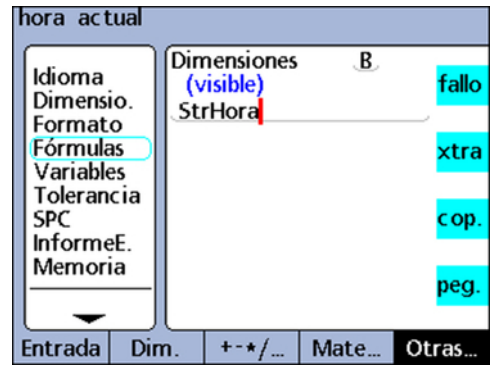 hora actual
Idioma
Dimensio.
Formato
Fórmulas
Variables
Tolerancia
SPC
InformeE.
Memoria
Dimensiones B
(visible)
StrHora
fallo
xtra
cop.
peg.
Entrada Dim. +-*/... Mate... Otras...